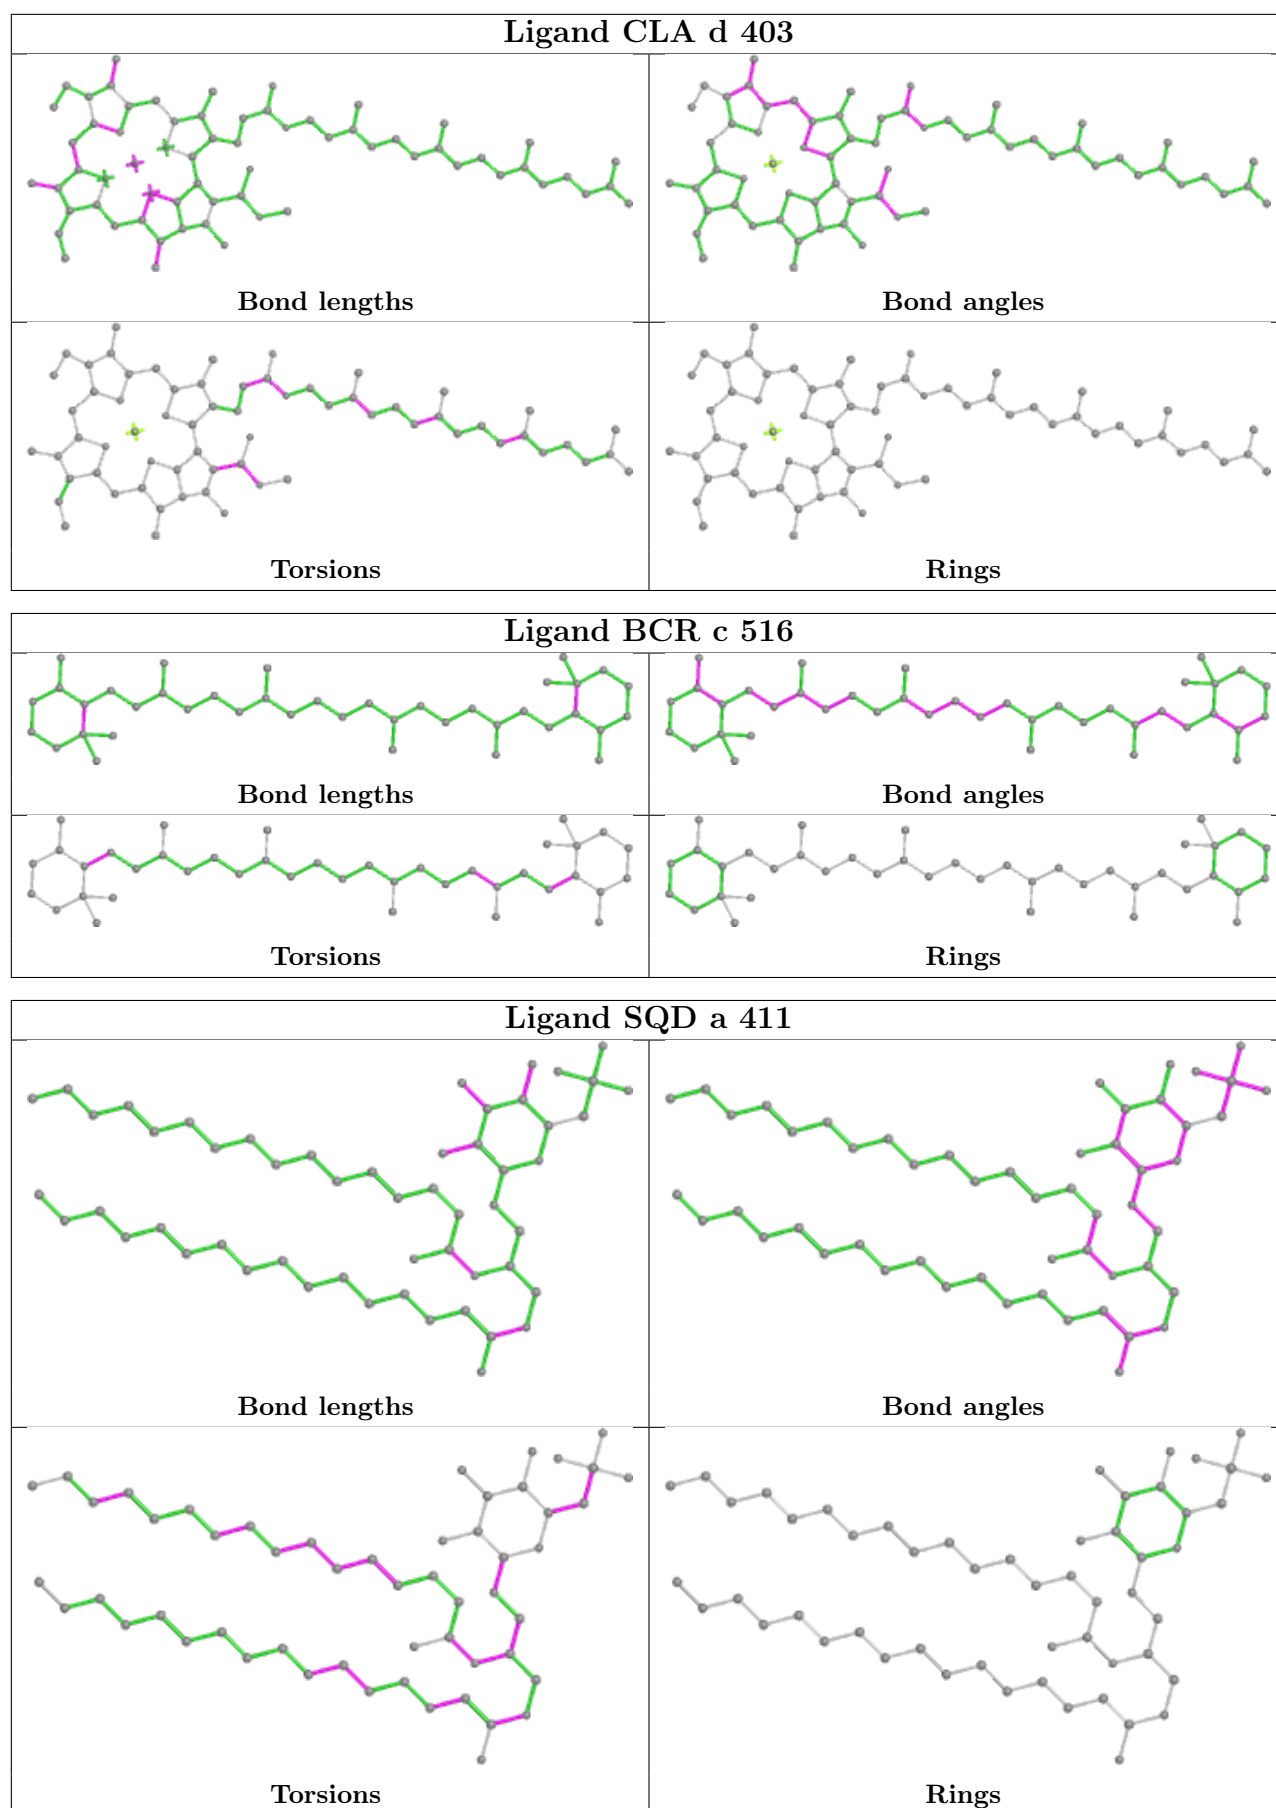 Ligand CLA d 403
Bond lengths
Bond angles
Torsions
Rings
Ligand BCR c 516
Bond lengths
Bond angles
Torsions
Rings
Ligand SQD a 411
Bond lengths
Bond angles
Torsions
Rings